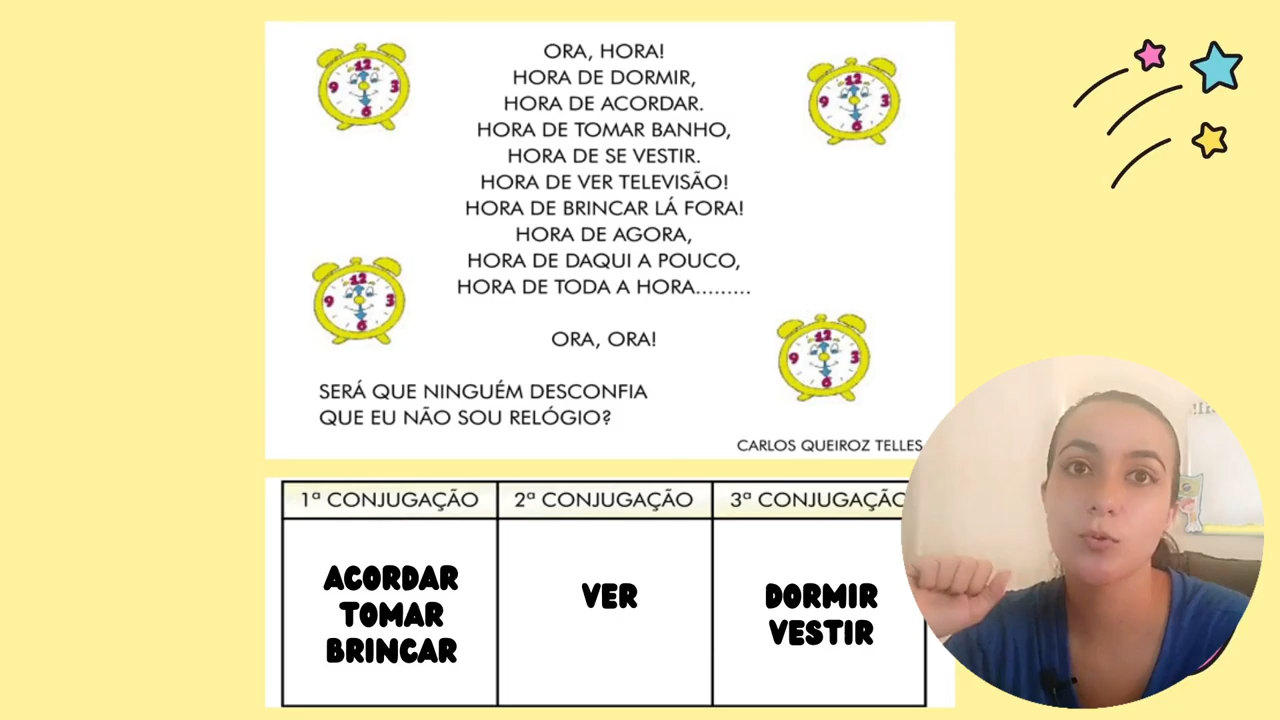 ORA, HORA!
HORA DE DORMIR,
HORA DE ACORDAR.
HORA DE TOMAR BANHO,
HORA DE SE VESTIR.
HORA DE VER TELEVISÃO!
HORA DE BRINCAR LÁ FORA!
HORA DE AGORA,
HORA DE DAQUI A POUCO,
HORA DE TODA A HORA.........
ORA, ORA!
SERÁ QUE NINGUÉM DESCONFIA
QUE EU NÃO SOU RELÓGIO?
CARLOS QUEIROZ TELLES
1ª CONJUGAÇÃO 2ª CONJUGAÇÃO 3ª CONJUGAÇÃO
ACORDAR
TOMAR
BRINCAR
VER
DORMIR
VESTIR